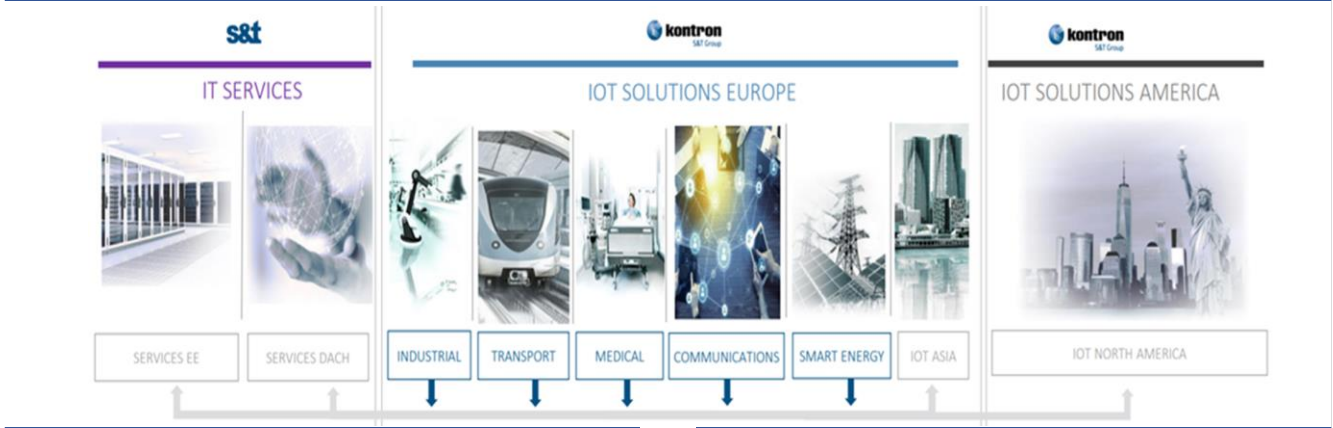 s&t
kontron
S&T Group
kontron
S&T Group
IT SERVICES
IOT SOLUTIONS EUROPE
IOT SOLUTIONS AMERICA
SERVICES EE
SERVICES DACH
INDUSTRIAL
TRANSPORT
MEDICAL
COMMUNICATIONS
SMART ENERGY
IOT ASIA
IOT NORTH AMERICA